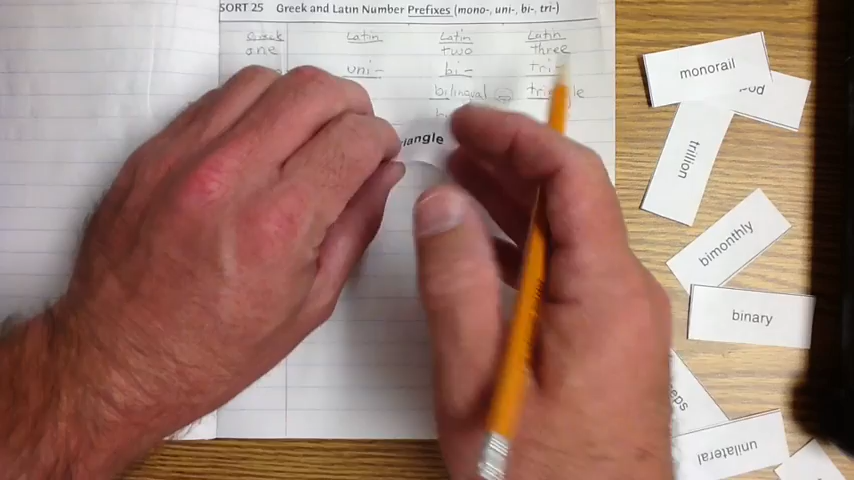 SORT 25 Greek and Latin Number Prefixes (mono-, uni-, bi-, tri-)
Greek Latin Latin Latin
one two three
uni- bi- tri-
bilingual triangle
riangle
monorail
trillion
bimonthly
binary
unilateral